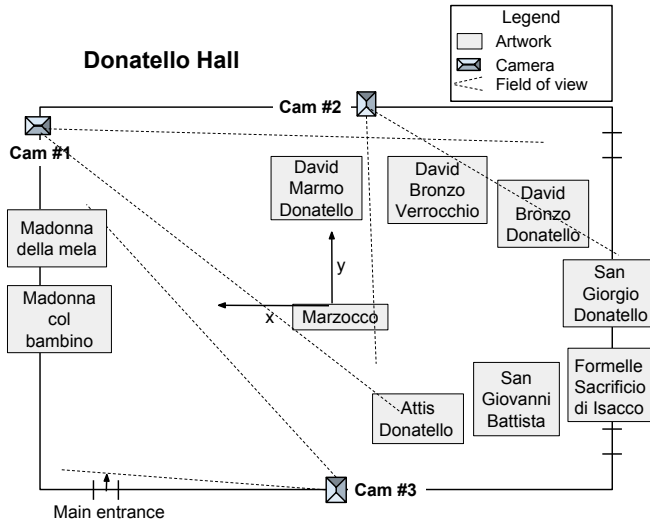 Legend
Artwork
Camera
Field of view
Donatello Hall
Cam #2
Cam #1
David
Marmo
Donatello
David
Bronzo
Verrocchio
David
Bronzo
Donatello
Madonna
della mela
y
San
Giorgio
Donatello
Madonna
col
bambino
x
Marzocco
Formelle
Sacrificio
di Isacco
San
Giovanni
Battista
Attis
Donatello
Cam #3
Main entrance